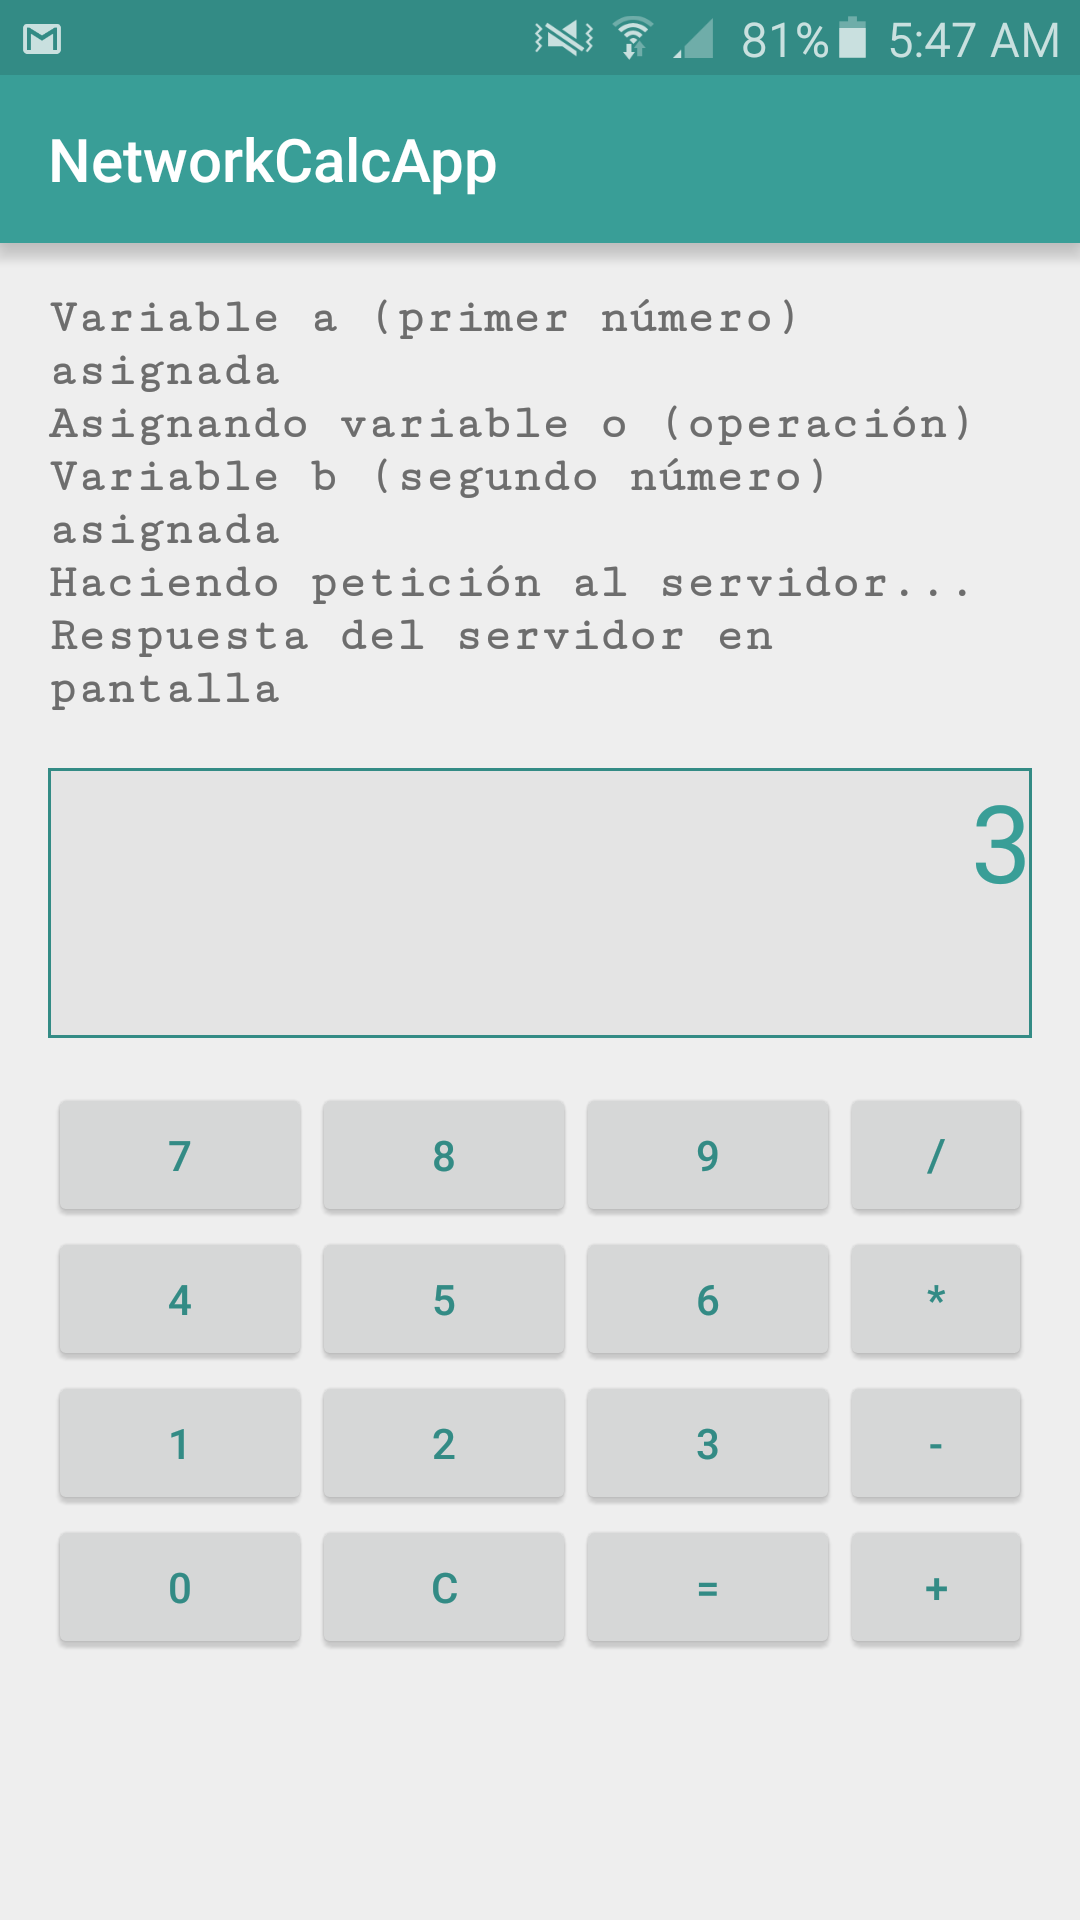 81% 5:47 AM
NetworkCalcApp
Variable a (primer número)
asignada
Asignando variable o (operación)
Variable b (segundo número)
asignada
Haciendo petición al servidor...
Respuesta del servidor en
pantalla
3
7 8 9 /
4 5 6 *
1 2 3 -
0 C = +